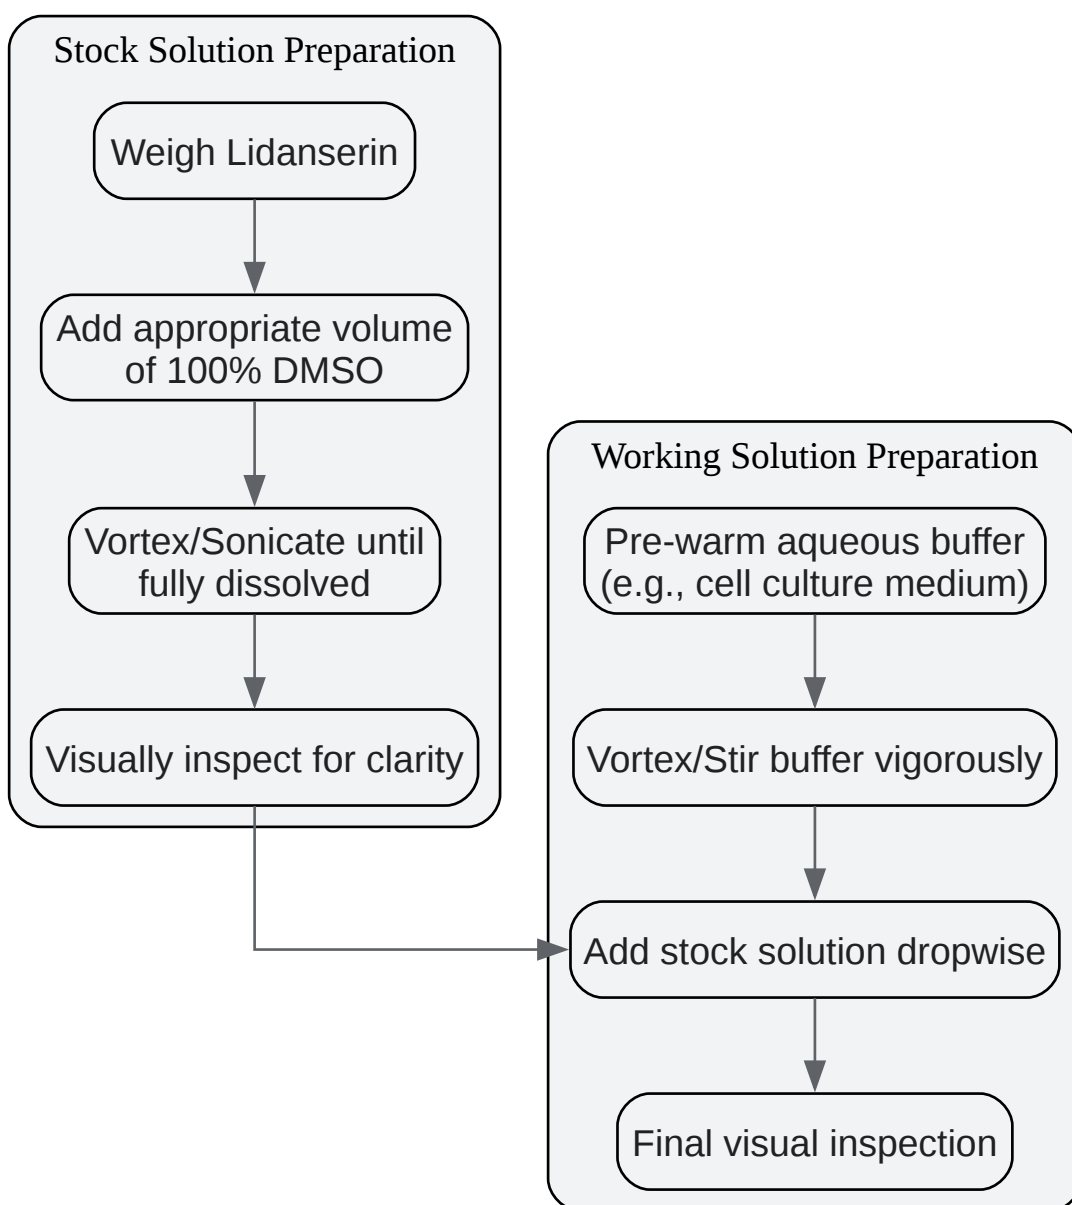 Stock Solution Preparation
Weigh Lidanserin
Add appropriate volume
of 100% DMSO
Vortex/Sonicate until
fully dissolved
Visually inspect for clarity
Working Solution Preparation
Pre-warm aqueous buffer
(e.g., cell culture medium)
Vortex/Stir buffer vigorously
Add stock solution dropwise
Final visual inspection